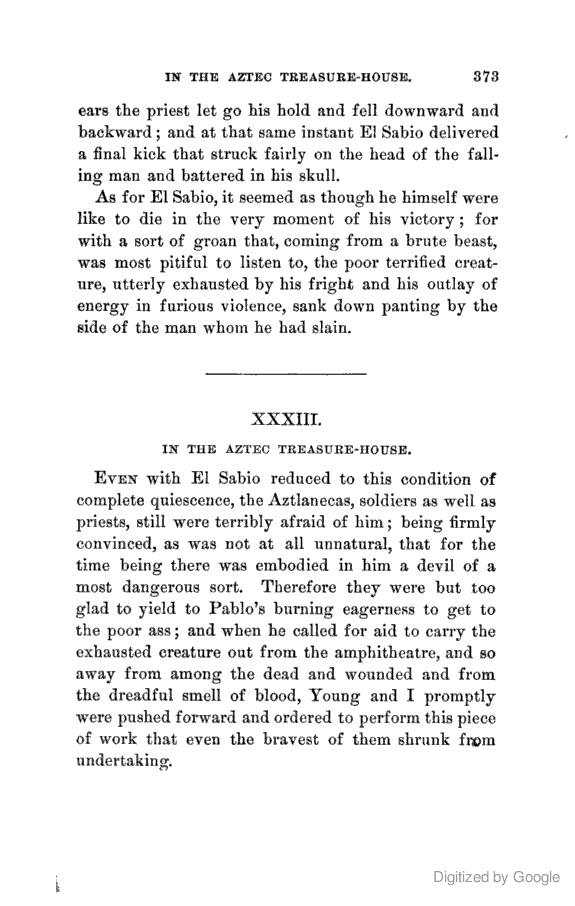 IN THE AZTEC TREASURE-HOUSE. 373
ears the priest let go his hold and fell downward and
backward; and at that same instant El Sabio delivered
a final kick that struck fairly on the head of the fall-
ing man and battered in his skull.
As for El Sabio, it seemed as though he himself were
like to die in the very moment of his victory; for
with a sort of groan that, coming from a brute beast,
was most pitiful to listen to, the poor terrified creat-
ure, utterly exhausted by his fright and his outlay of
energy in furious violence, sank down panting by the
side of the man whom he had slain.
XXXIII.
IN THE AZTEC TREASURE-HOUSE.
EVEN with El Sabio reduced to this condition of
complete quiescence, the Aztlanecas, soldiers as well as
priests, still were terribly afraid of him; being firmly
convinced, as was not at all unnatural, that for the
time being there was embodied in him a devil of a
most dangerous sort. Therefore they were but too
glad to yield to Pablo's burning eagerness to get to
the poor ass; and when he called for aid to carry the
exhausted creature out from the amphitheatre, and so
away from among the dead and wounded and from
the dreadful smell of blood, Young and I promptly
were pushed forward and ordered to perform this piece
of work that even the bravest of them shrunk from
undertaking.
Digitized by Google